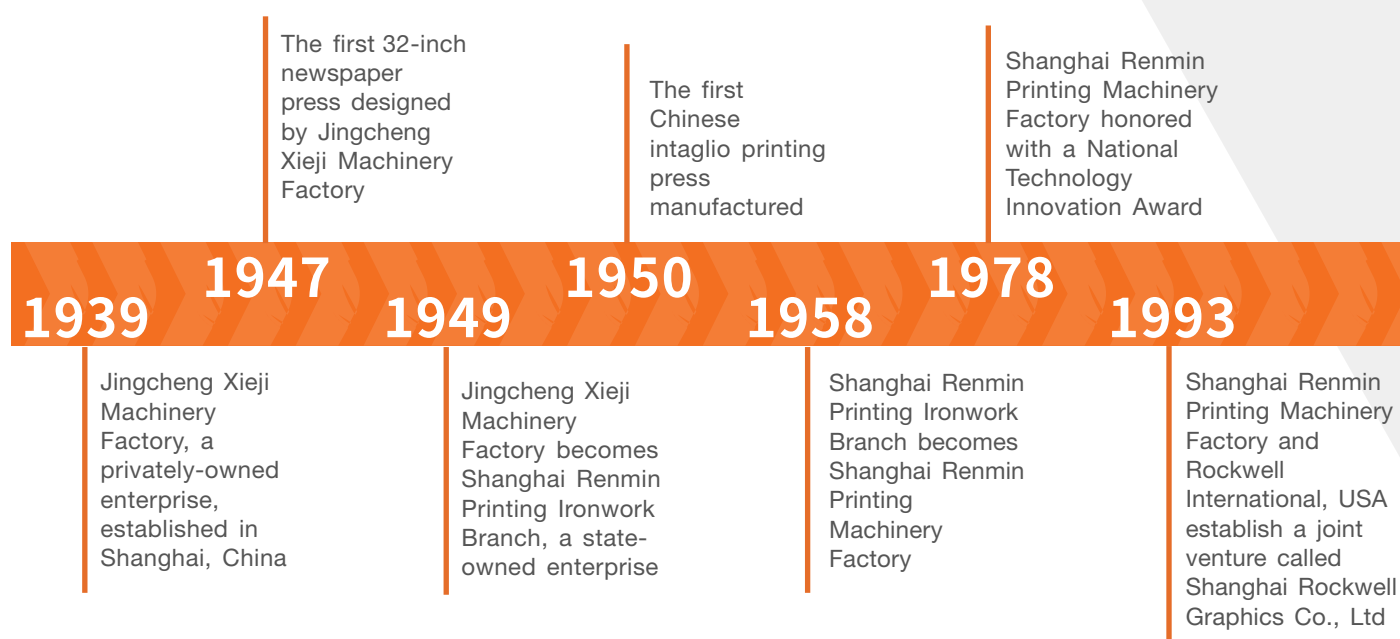 The first 32-inch
newspaper
press designed
by Jingcheng
Xieji Machinery
Factory
The first
Chinese
intaglio printing
press
manufactured
Shanghai Renmin
Printing Machinery
Factory honored
with a National
Technology
Innovation Award
1939
1947
1949
1950
1958
1978
1993
Jingcheng Xieji
Machinery
Factory, a
privately-owned
enterprise,
established in
Shanghai, China
Jingcheng Xieji
Machinery
Factory becomes
Shanghai Renmin
Printing Ironwork
Branch, a state-
owned enterprise
Shanghai Renmin
Printing Ironwork
Branch becomes
Shanghai Renmin
Printing
Machinery
Factory
Shanghai Renmin
Printing Machinery
Factory and
Rockwell
International, USA
establish a joint
venture called
Shanghai Rockwell
Graphics Co., Ltd